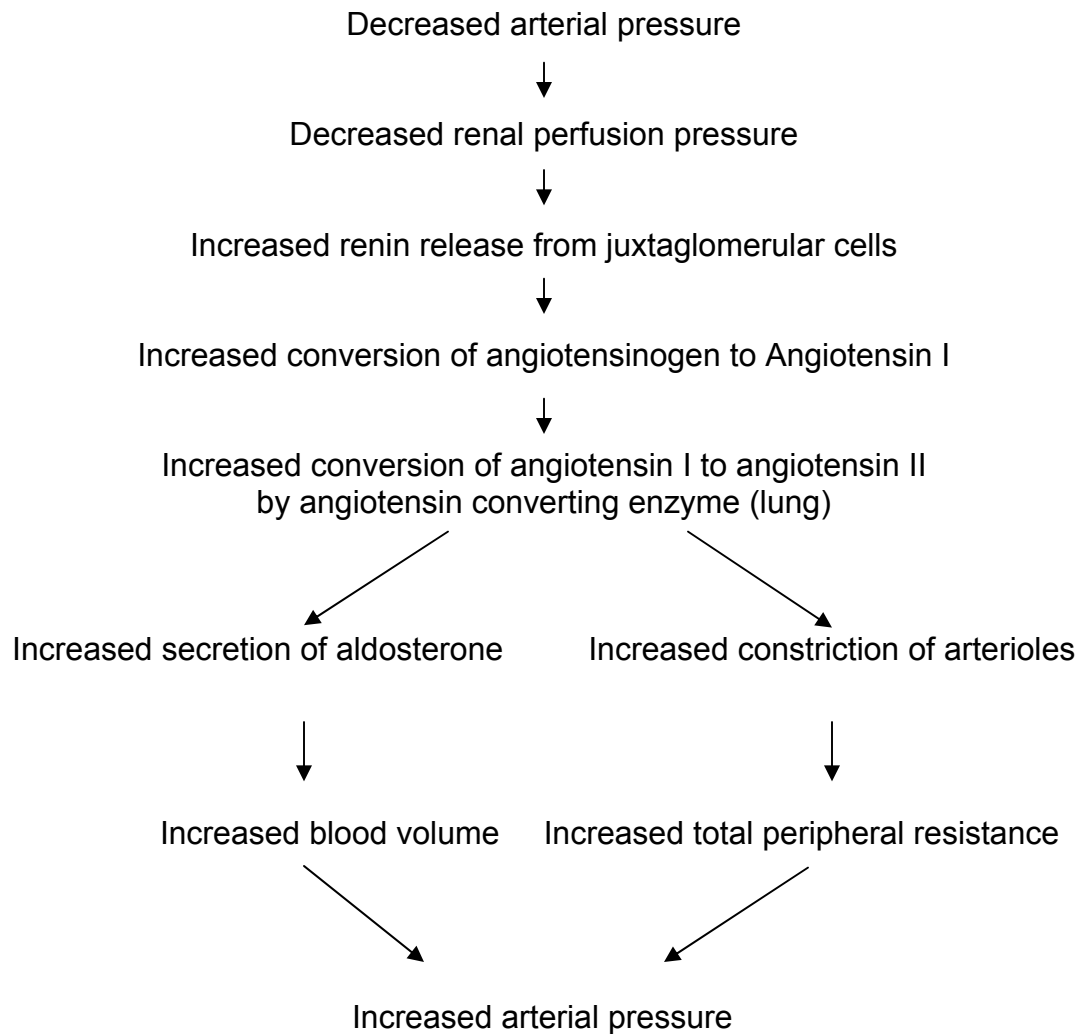 Decreased arterial pressure
Decreased renal perfusion pressure
Increased renin release from juxtaglomerular cells
Increased conversion of angiotensinogen to Angiotensin I
Increased conversion of angiotensin I to angiotensin II
by angiotensin converting enzyme (lung)
Increased secretion of aldosterone
Increased constriction of arterioles
Increased blood volume
Increased total peripheral resistance
Increased arterial pressure